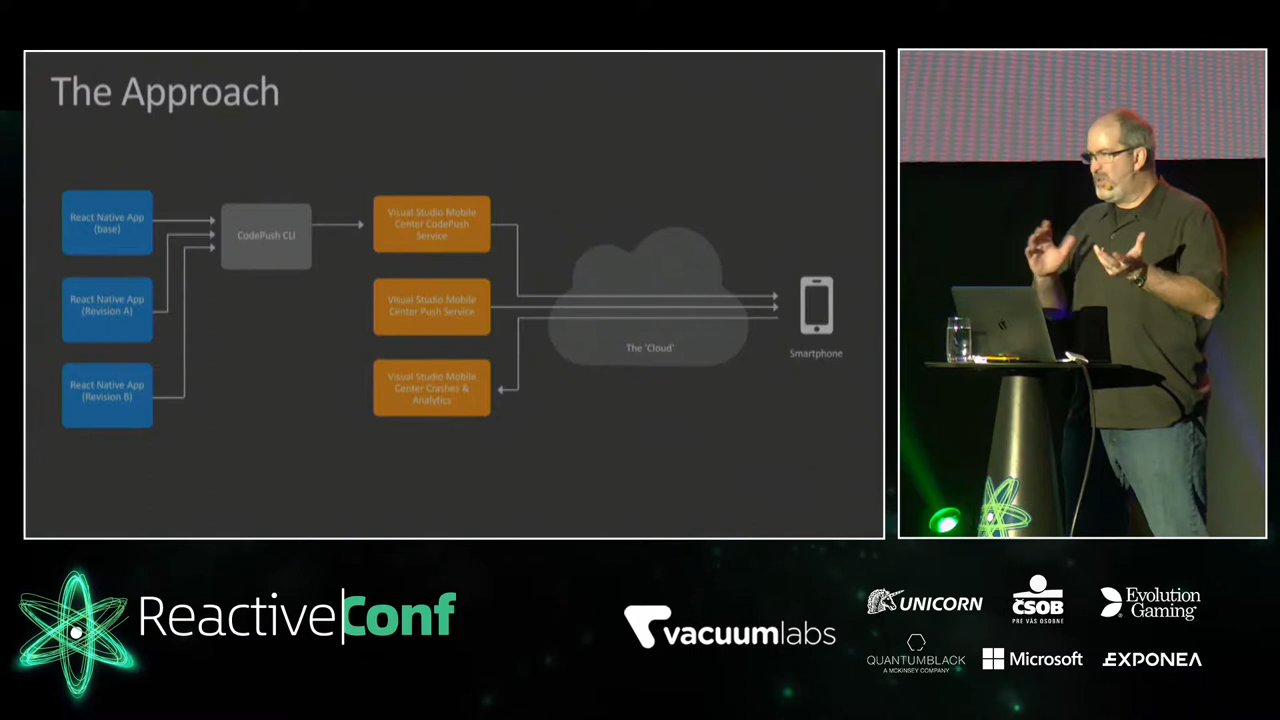 The Approach
React Native App
(base)
React Native App
(Revision A)
React Native App
(Revision B)
CodePush CLI
Visual Studio Mobile
Center CodePush
Service
Visual Studio Mobile
Center Push Service
Visual Studio Mobile
Center Crashes &
Analytics
The 'Cloud'
Smartphone
ReactiveConf
vacuumlabs
UNICORN
ČSOB
PRE VÁS OSOBNE
Evolution
Gaming
QUANTUMBLACK
A MCKINSEY COMPANY
Microsoft
EXPONEA